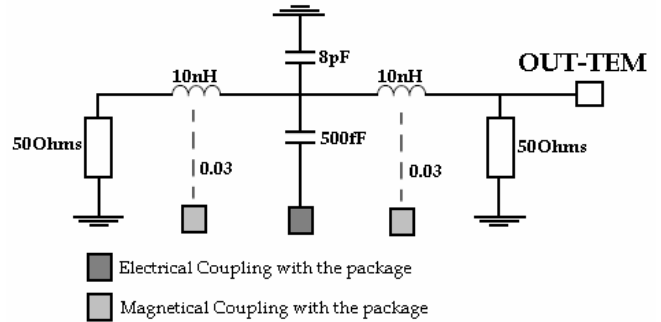 8pF
10nH
10nH
OUT-TEM
50Ohms
500fF
50Ohms
0.03
0.03
Electrical Coupling with the package
Magnetical Coupling with the package